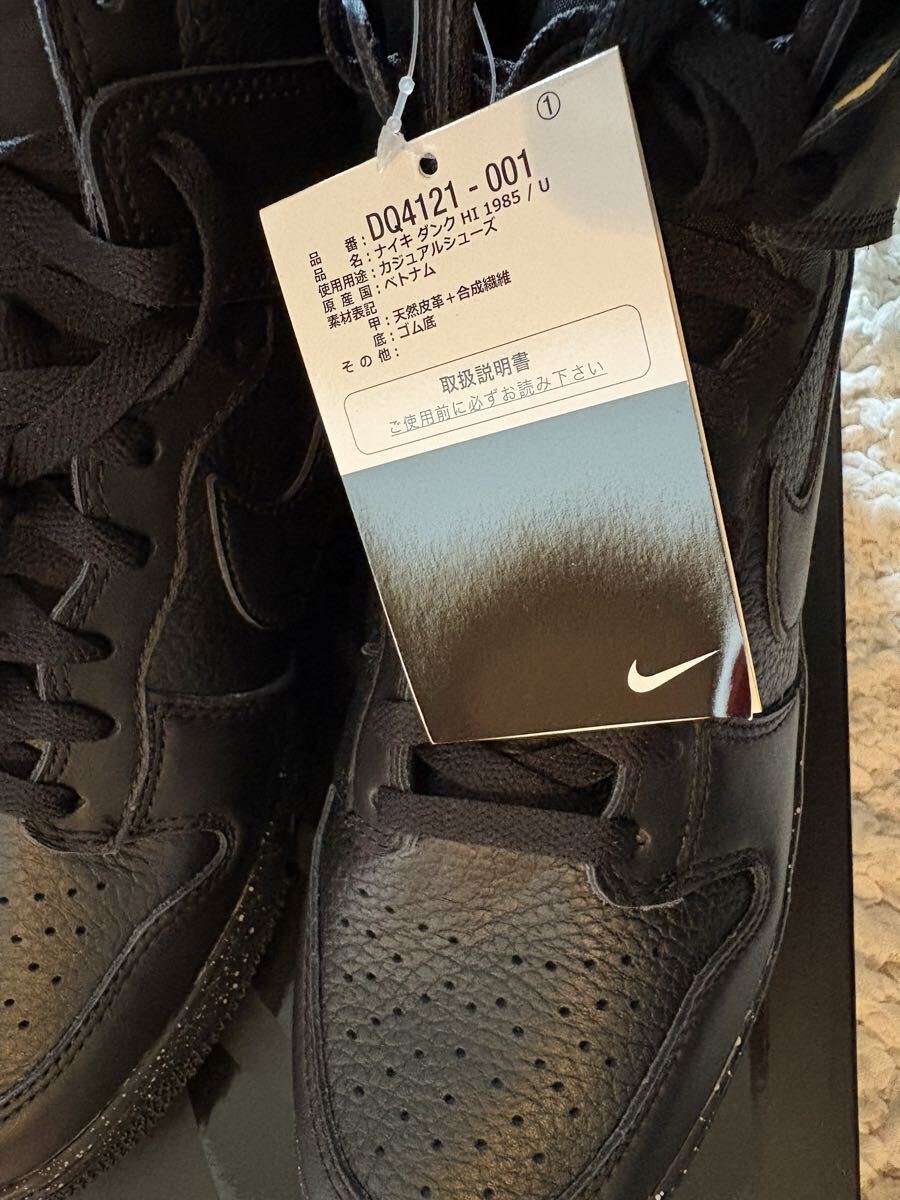 ①
品番：DQ4121 - 001
品名：ナイキ ダンク HI 1985 / U
使用用途：カジュアルシューズ
原産国：ベトナム
素材表記
甲：天然皮革＋合成繊維
底：ゴム底
その他：
取扱説明書
ご使用前に必ずお読み下さい